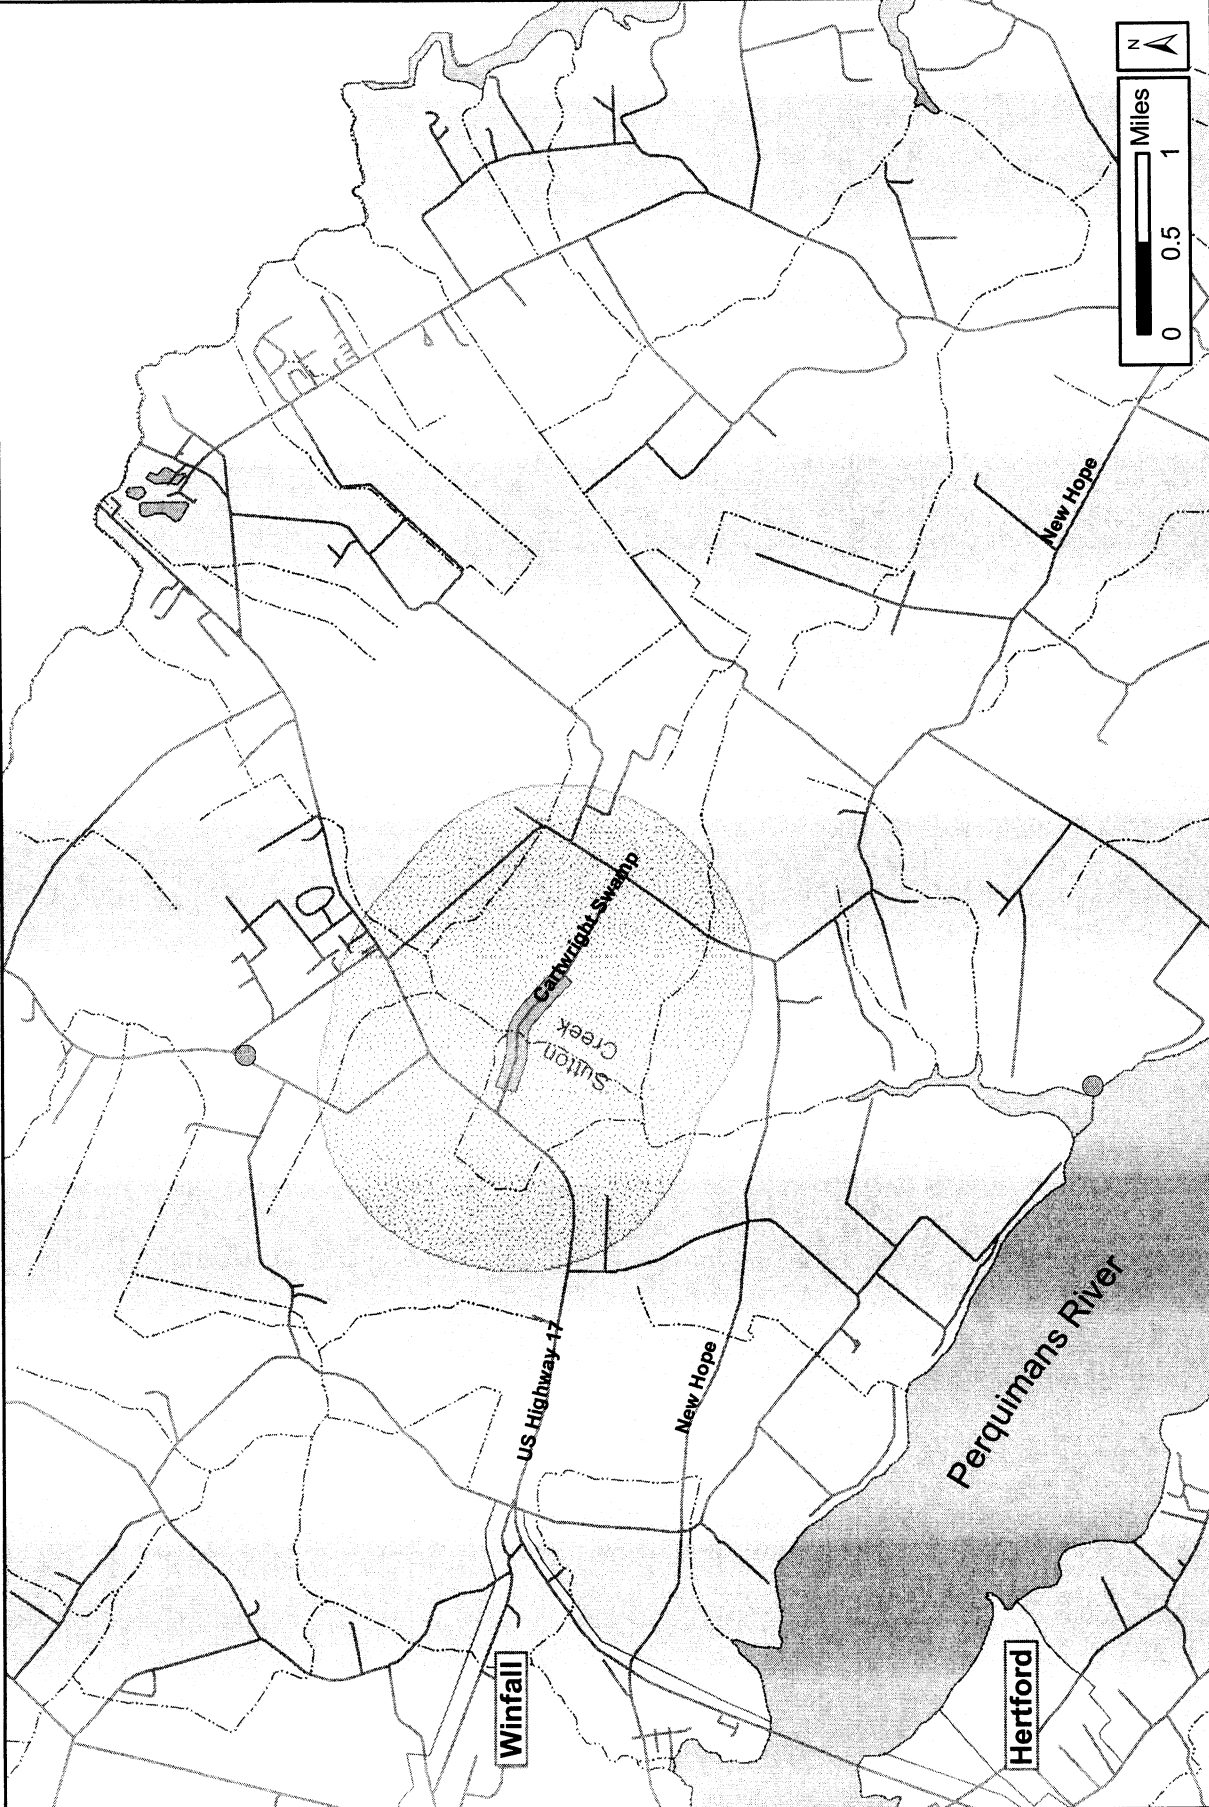 N
0 0.5 1 Miles
New Hope
Cartwright Swamp
Sutton
Creek
US Highway 17
New Hope
Perquimans River
Winfall
Hertford